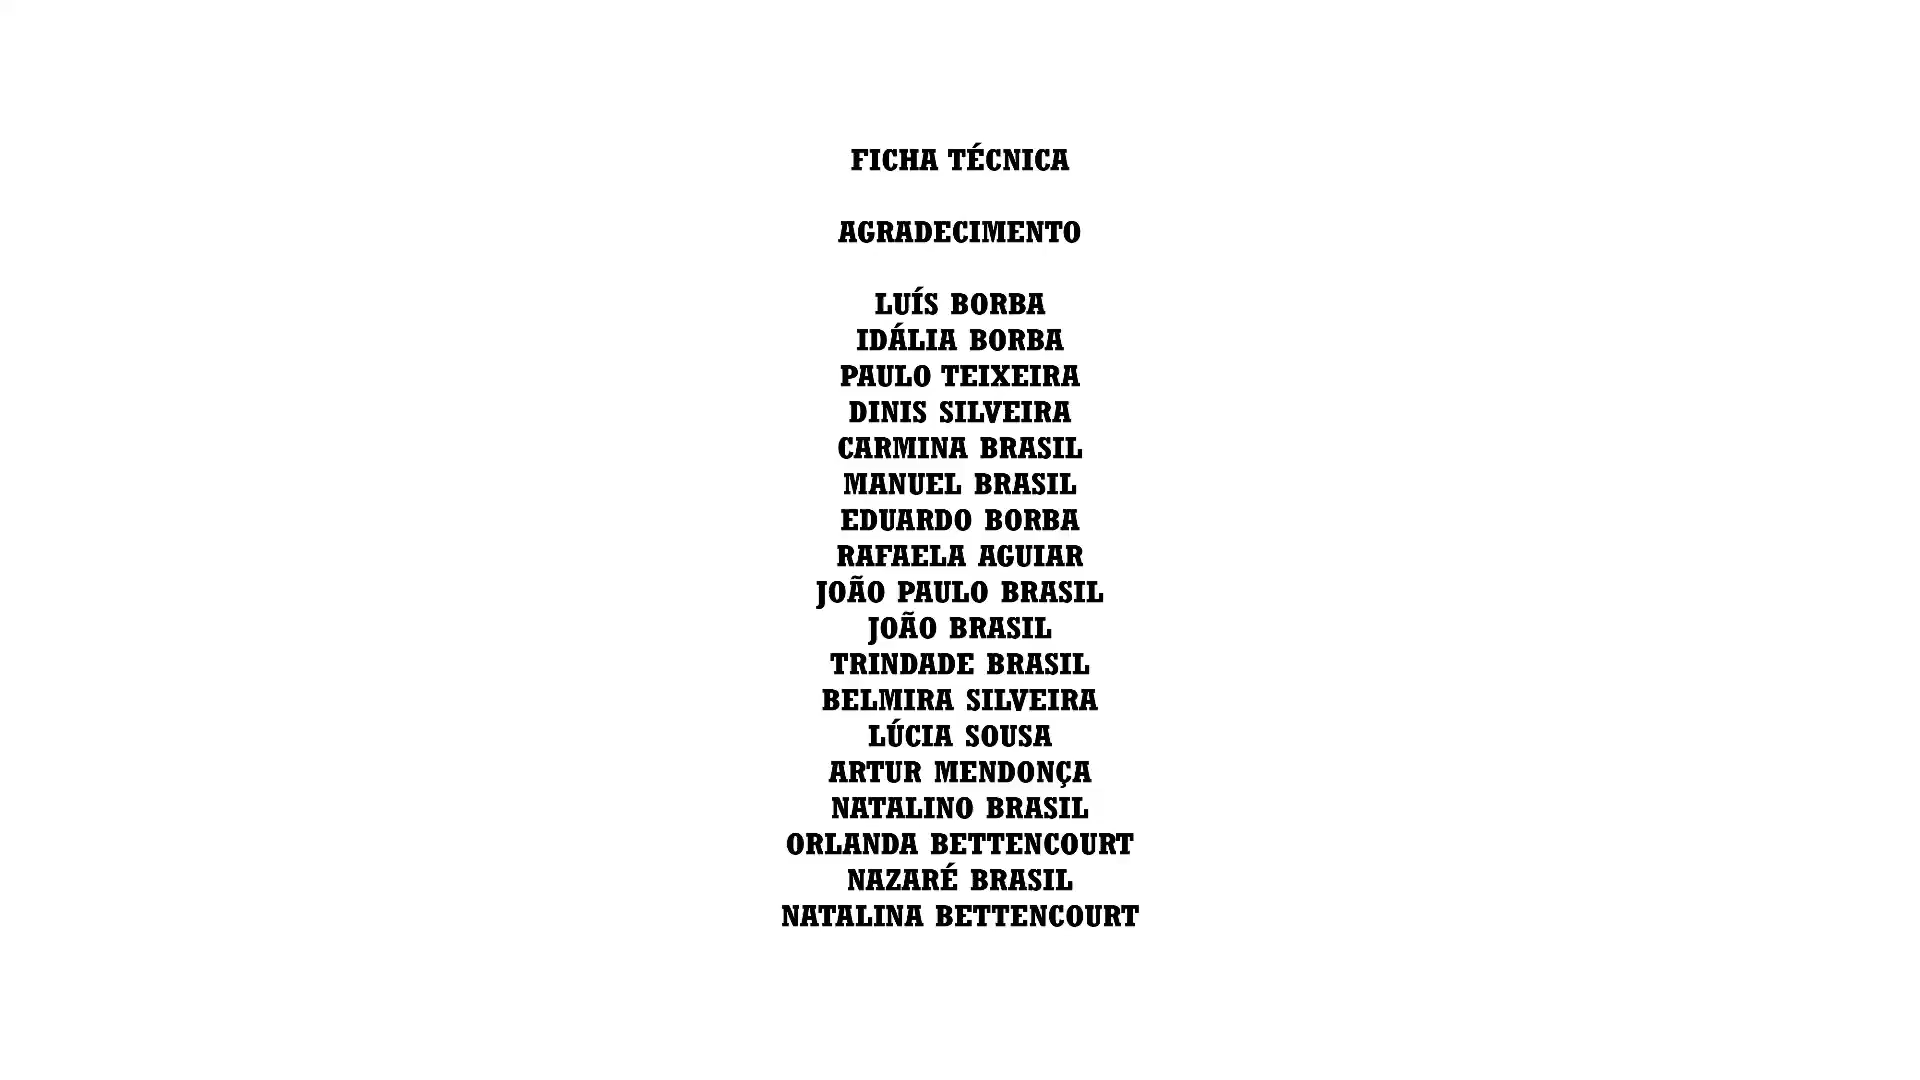 FICHA TÉCNICA
AGRADECIMENTO
LUÍS BORBA
IDÁLIA BORBA
PAULO TEIXEIRA
DINIS SILVEIRA
CARMINA BRASIL
MANUEL BRASIL
EDUARDO BORBA
RAFAELA AGUIAR
JOÃO PAULO BRASIL
JOÃO BRASIL
TRINDADE BRASIL
BELMIRA SILVEIRA
LÚCIA SOUSA
ARTUR MENDONÇA
NATALINO BRASIL
ORLANDA BETTENCOURT
NAZARÉ BRASIL
NATALINA BETTENCOURT